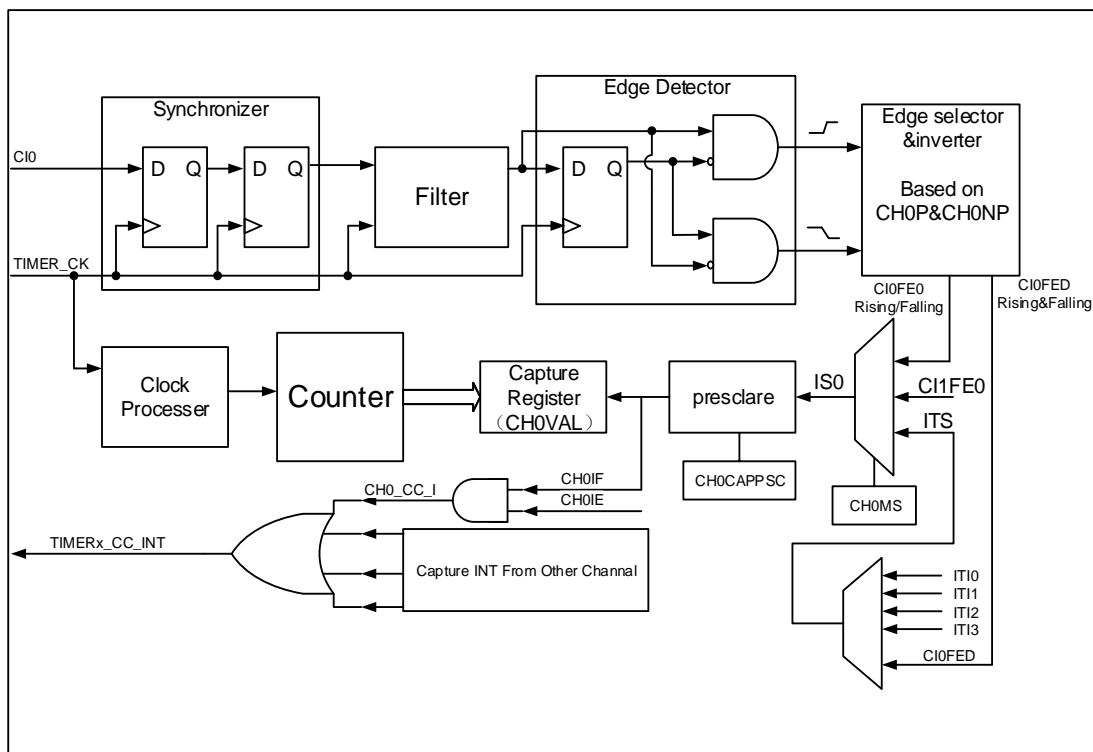 Synchronizer
Edge Detector
Edge selector
&inverter
Based on
CH0P&CH0NP
CI0
D Q
D Q
Filter
D Q
TIMER_CK
CI0FE0
Rising/Falling
CI0FED
Rising&Falling
Clock
Processer
Counter
Capture
Register
（CH0VAL）
presclare
IS0
CI1FE0
ITS
CH0CAPPSC
CH0MS
CH0_CC_I
CH0IF
CH0IE
TIMERx_CC_INT
Capture INT From Other Channel
ITI0
ITI1
ITI2
ITI3
CI0FED